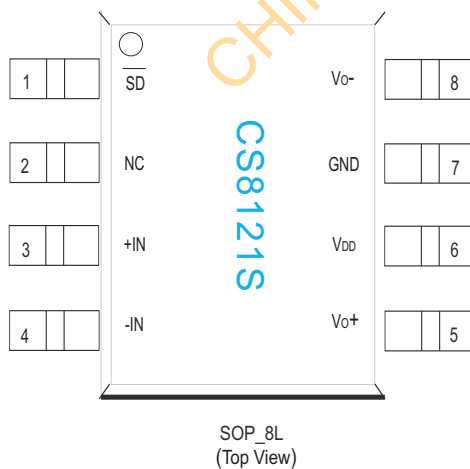 CHI
1 SD Vo- 8
2 NC GND 7
CS8121S
3 +IN VDD 6
4 -IN Vo+ 5
SOP_8L
(Top View)